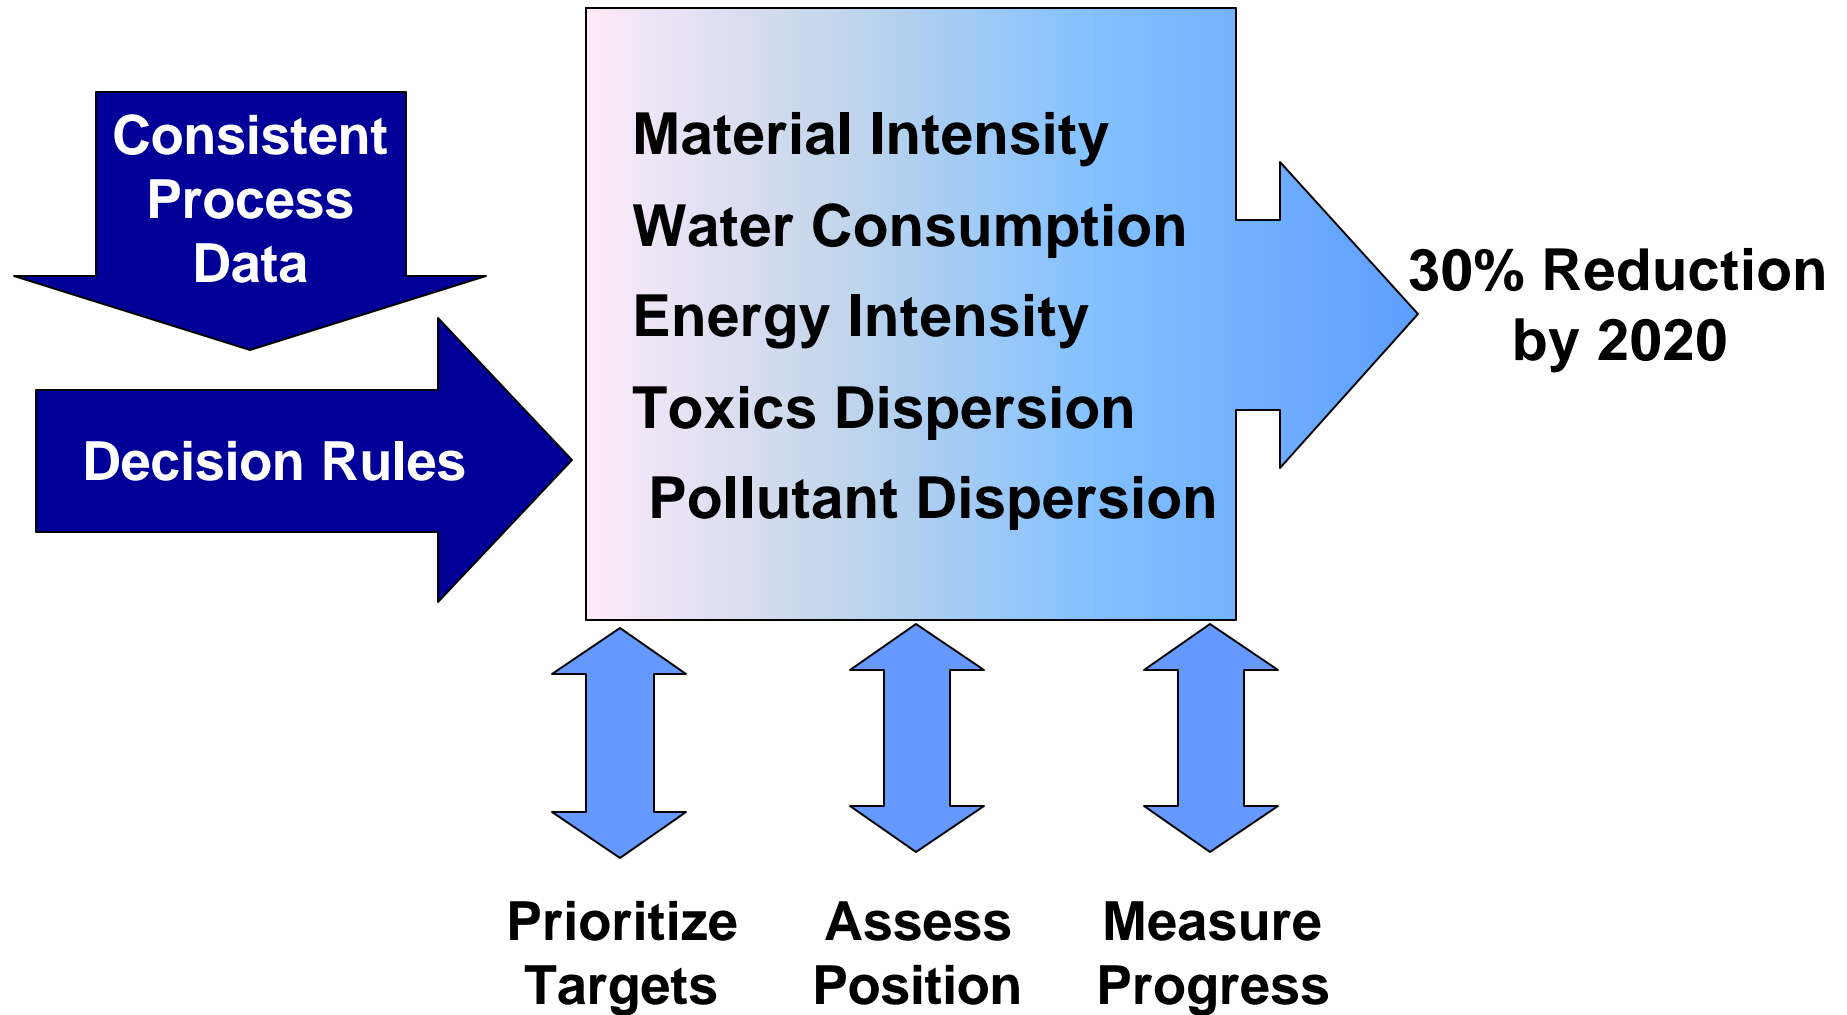 Consistent
Process
Data
Decision Rules
Material Intensity
Water Consumption
Energy Intensity
Toxics Dispersion
Pollutant Dispersion
30% Reduction
by 2020
Prioritize
Targets
Assess
Position
Measure
Progress